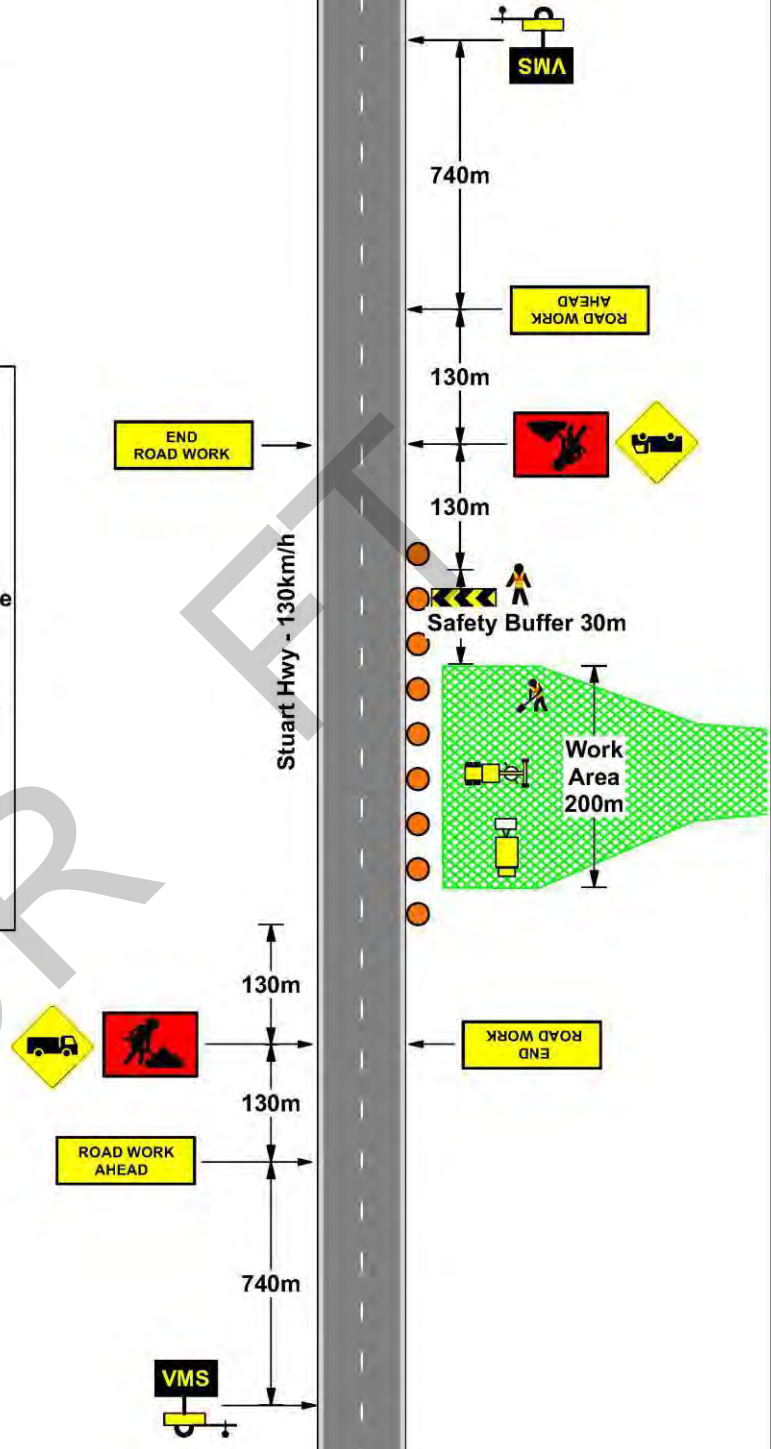 VMS
740m
ROAD WORK
AHEAD
130m
END
ROAD WORK
130m
e
Stuart Hwy - 130km/h
Safety Buffer 30m
Work
Area
200m
130m
END
ROAD WORK
130m
ROAD WORK
AHEAD
740m
VMS